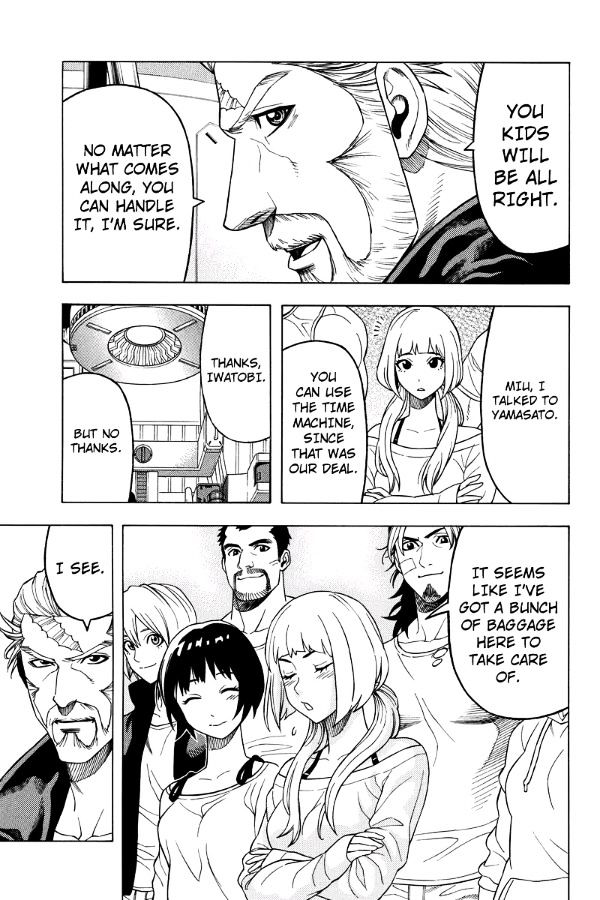 YOU
KIDS
WILL
BE ALL
RIGHT.
NO MATTER
WHAT COMES
ALONG, YOU
CAN HANDLE
IT, I'M SURE.
MIU, I
TALKED TO
YAMASATO.
YOU
CAN USE
THE TIME
MACHINE,
SINCE
THAT WAS
OUR DEAL.
THANKS,
IWATOBI.
BUT NO
THANKS.
IT SEEMS
LIKE I'VE
GOT A BUNCH
OF BAGGAGE
HERE TO
TAKE CARE
OF.
I SEE.